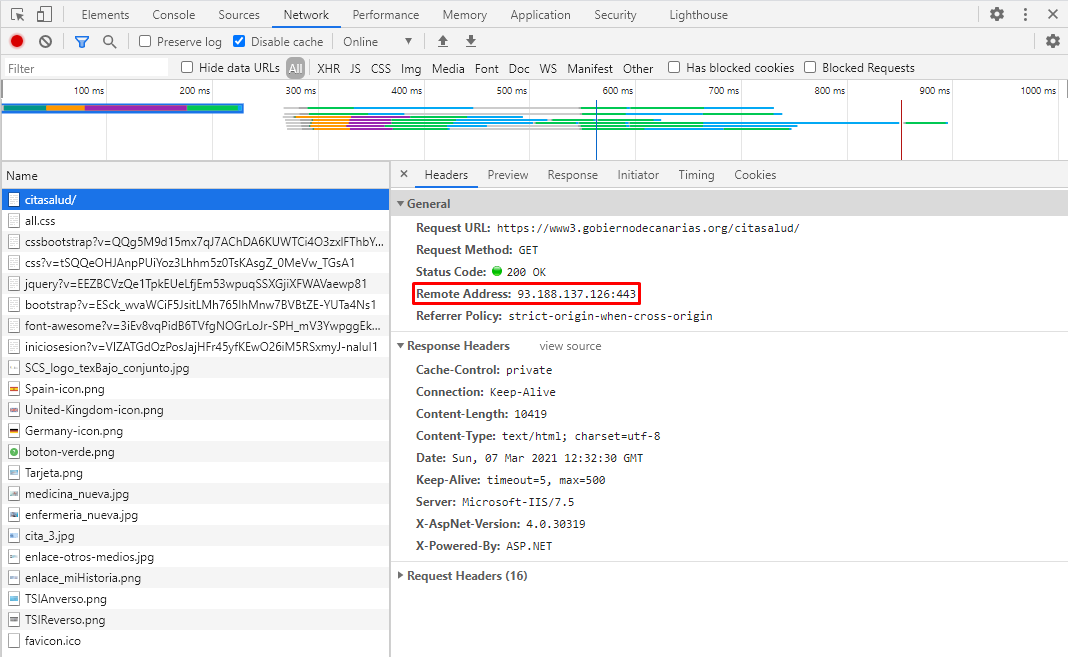 Elements Console Sources Network Performance Memory Application Security Lighthouse
Preserve log Disable cache Online
Filter Hide data URLs All XHR JS CSS Img Media Font Doc WS Manifest Other Has blocked cookies Blocked Requests
100 ms 200 ms 300 ms 400 ms 500 ms 600 ms 700 ms 800 ms 900 ms 1000 ms
Name
citasalud/
all.css
cssbootstrap?v=QQg5M9d15mx7qJ7AChDA6KUWTCi4O3zxlFThbY...
css?v=tSQQeOHJAnpPUiYoz3Lhhm5z0TsKAsgZ_0MeVw_TGsA1
jquery?v=EEZBCVzQe1TpkEUeLfjEm53wpuqSSXGjiXFWAVaewp81
bootstrap?v=ESck_wvaWCiF5JsitLMh765IhMnw7BVBtZE-YUTa4Ns1
font-awesome?v=3iEv8vqPidB6TVfgNOGrLoJr-SPH_mV3YwpggEk...
iniciosesion?v=VIZATGdOzPosJajHFr45yfKEwO26iM5RSxmyJ-naluI1
SCS_logo_texBajo_conjunto.jpg
Spain-icon.png
United-Kingdom-icon.png
Germany-icon.png
boton-verde.png
Tarjeta.png
medicina_nueva.jpg
enfermeria_nueva.jpg
cita_3.jpg
enlace-otros-medios.jpg
enlace_miHistoria.png
TSIAnverso.png
TSIReverso.png
favicon.ico
Headers Preview Response Initiator Timing Cookies
General
Request URL: https://www3.gobiernodecanarias.org/citasalud/
Request Method: GET
Status Code: 200 OK
Remote Address: 93.188.137.126:443
Referrer Policy: strict-origin-when-cross-origin
Response Headers view source
Cache-Control: private
Connection: Keep-Alive
Content-Length: 10419
Content-Type: text/html; charset=utf-8
Date: Sun, 07 Mar 2021 12:32:30 GMT
Keep-Alive: timeout=5, max=500
Server: Microsoft-IIS/7.5
X-AspNet-Version: 4.0.30319
X-Powered-By: ASP.NET
Request Headers (16)